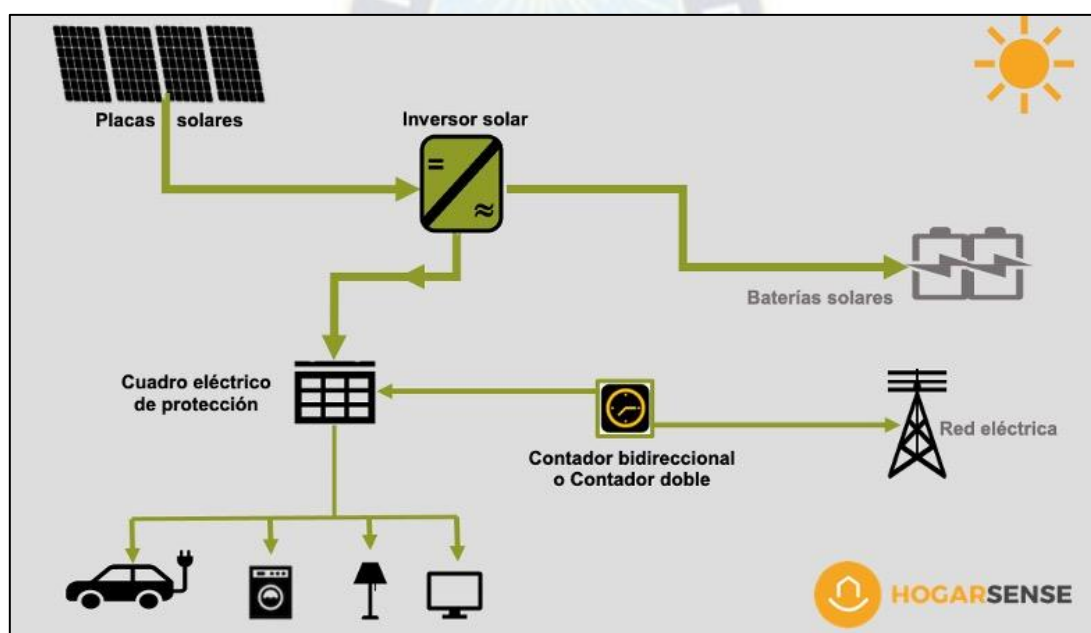 Placas solares
Inversor solar
Baterías solares
Cuadro eléctrico
de protección
Contador bidireccional
o Contador doble
Red eléctrica
HOGARSENSE